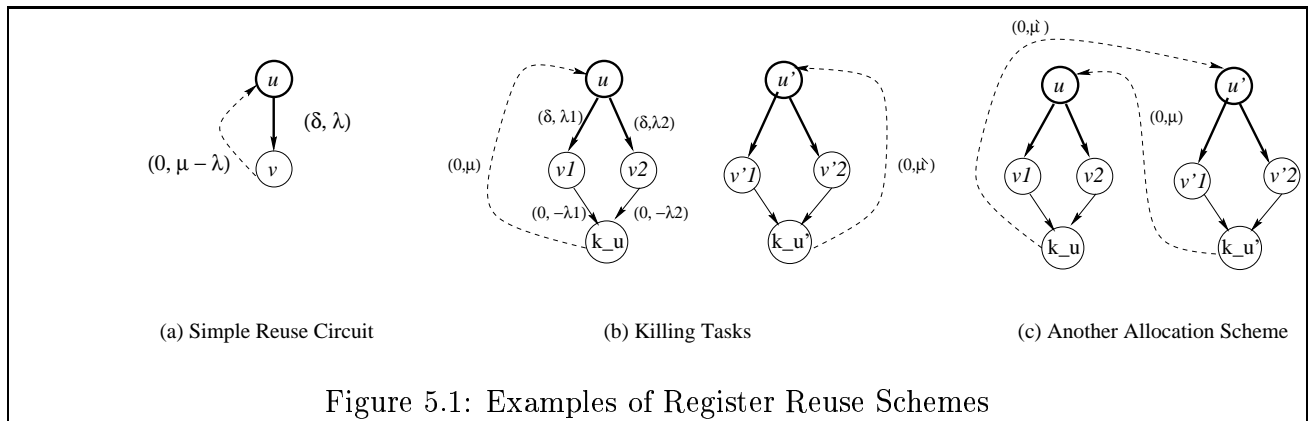 u
(δ, λ)
(0, μ − λ)
v
(a) Simple Reuse Circuit
u
u'
(δ, λ1)
(δ,λ2)
(0,μ)
v1
v2
v'1
v'2
(0,μ̀)
(0, −λ1)
(0, −λ2)
k_u
k_u'
(b) Killing Tasks
(0,μ̀)
u
u'
(0,μ)
v1
v2
v'1
v'2
k_u
k_u'
(c) Another Allocation Scheme
Figure 5.1: Examples of Register Reuse Schemes